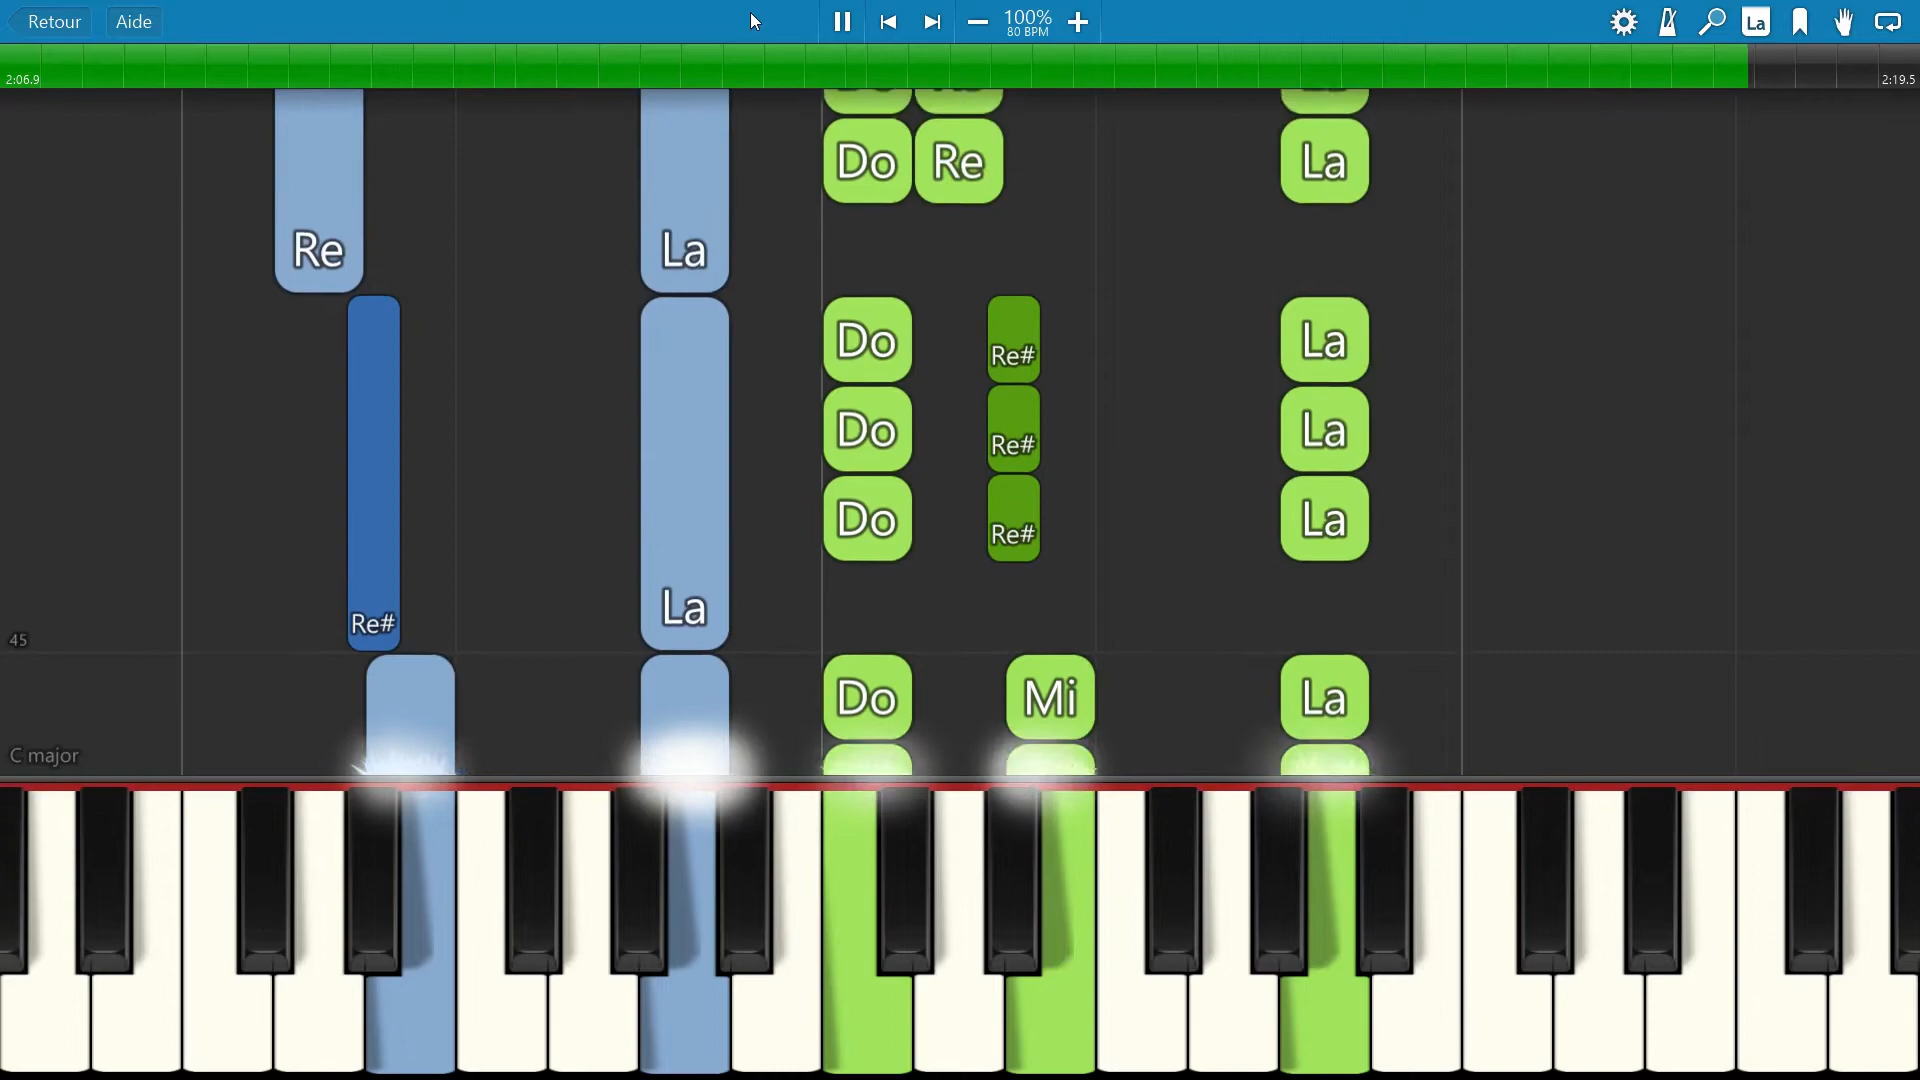 Retour
Aide
100%
80 BPM
La
2:06.9
2:19.5
Do Re La
Re La
Do Re# La
Do Re# La
Do Re# La
Re# La
45
Do Mi La
C major